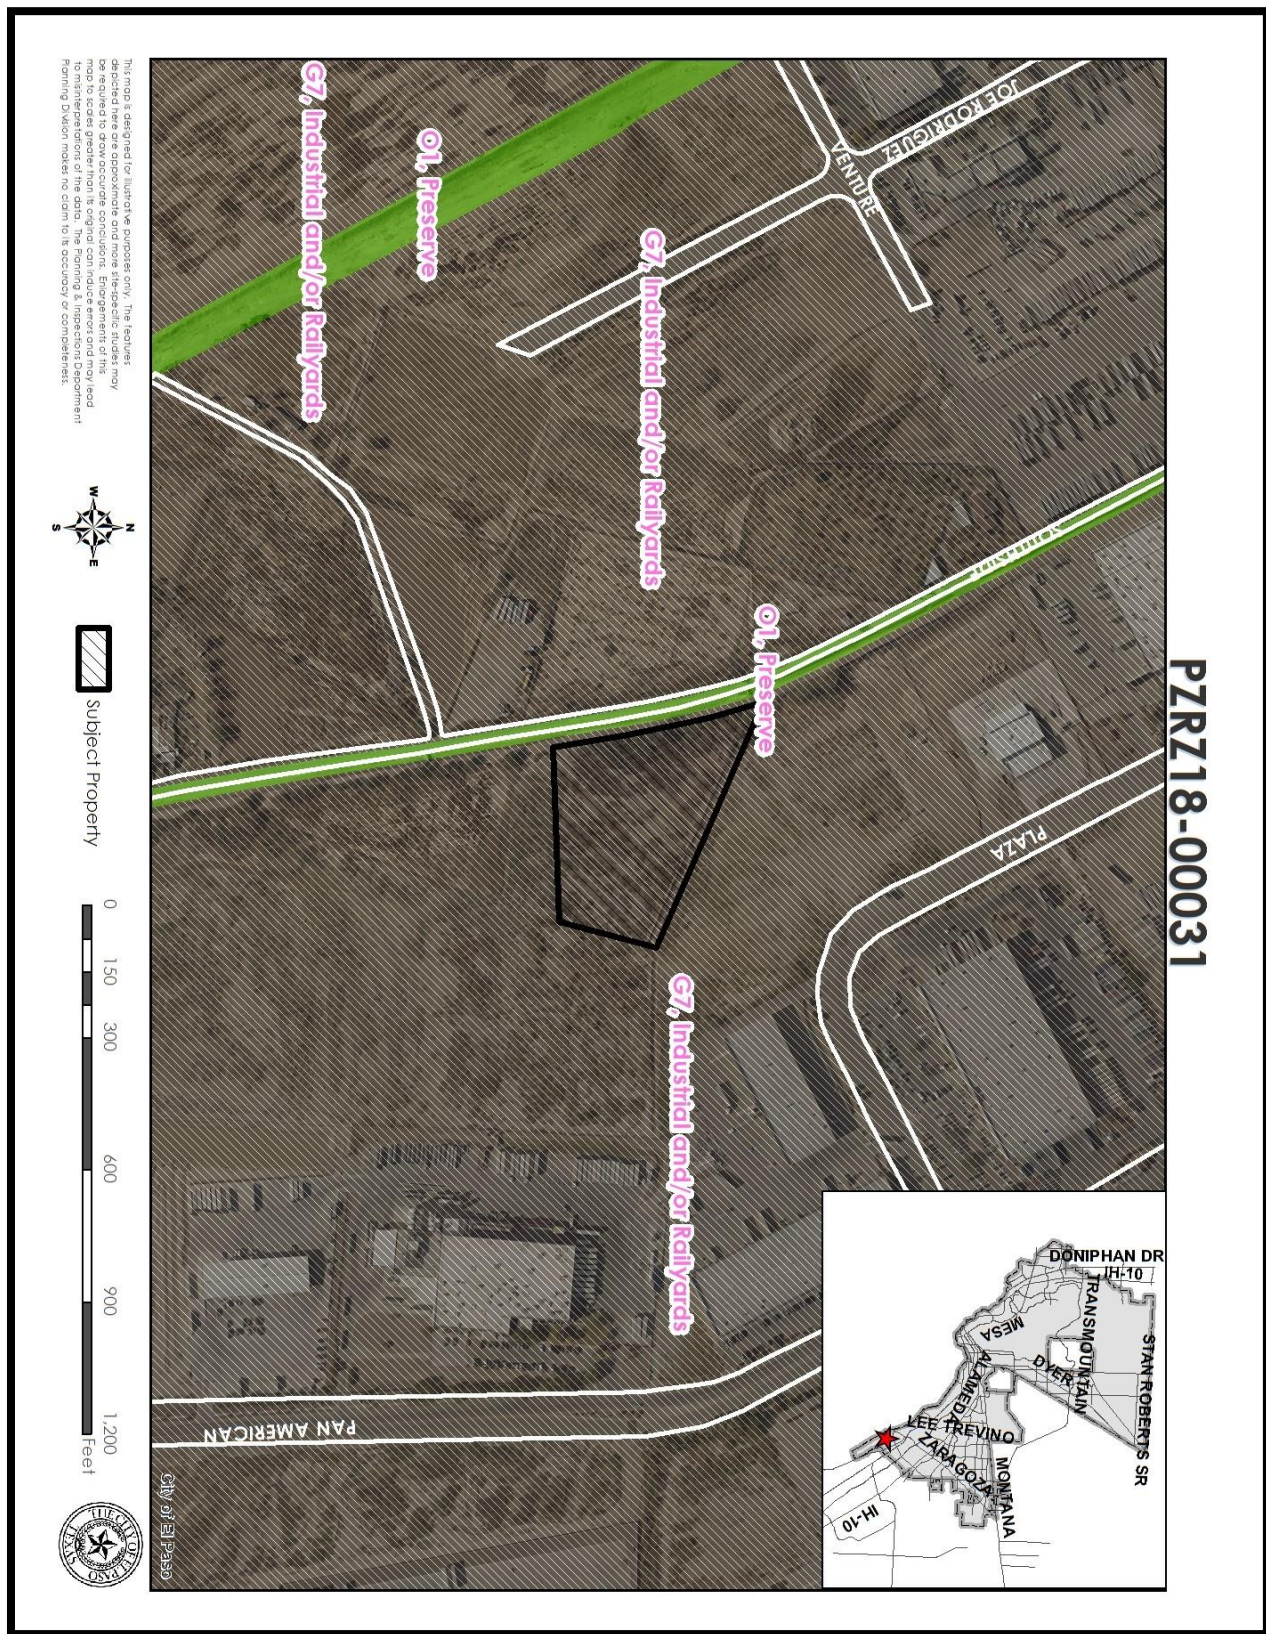 PZRZ18-00031
JOE RODRIGUEZ
VENTURE
G7, Industrial and/or Railyards
O1, Preserve
G7, Industrial and/or Railyards
O1, Preserve
PLAZA
G7, Industrial and/or Railyards
PAN AMERICAN
City of El Paso
DONIPHAN DR
IH-10
TRANSMOUNTAIN
STAN ROBERTS SR
MESA
DYER
ALAMEDA
LEE TREVINO
ZARAGOZA
MONTANA
IH-10
This map is designed for illustrative purposes only. The features
depicted here are approximate and more site-specific studies may
be required to draw accurate conclusions. Enlargements of this
map to scales greater than its original can induce errors and may lead
to misinterpretations of the data. The Planning & Inspections Department
Planning Division makes no claim to its accuracy or completeness.
N
W
E
S
Subject Property
0 150 300 600 900 1,200
Feet
THE CITY OF EL PASO
TEXAS